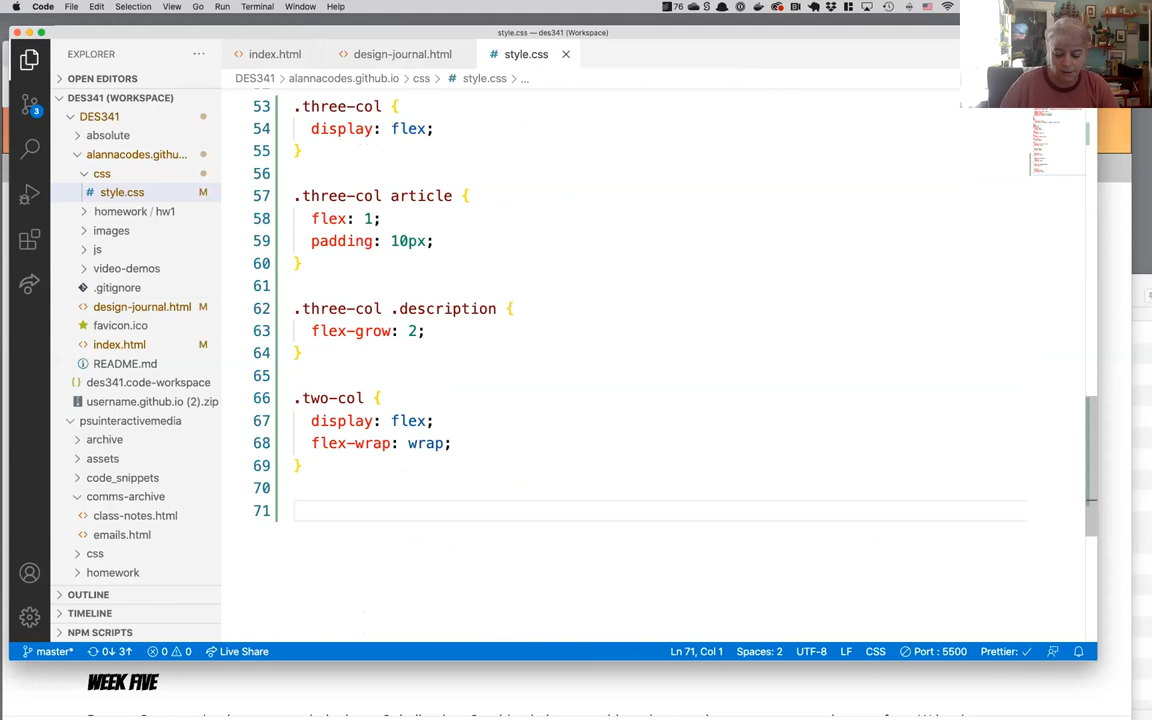 Code File Edit Selection View Go Run Terminal Window Help
76
style.css — des341 (Workspace)
EXPLORER
index.html
design-journal.html
style.css
OPEN EDITORS
DES341 > alannacodes.github.io > css > # style.css > ...
DES341 (WORKSPACE)
DES341
absolute
alannacodes.githu...
css
# style.css M
homework / hw1
images
js
video-demos
.gitignore
design-journal.html M
favicon.ico
index.html M
README.md
des341.code-workspace
username.github.io (2).zip
psuinteractivemedia
archive
assets
code_snippets
comms-archive
class-notes.html
emails.html
css
homework
OUTLINE
TIMELINE
NPM SCRIPTS
3
53 .three-col {
54 display: flex;
55 }
56
57 .three-col article {
58 flex: 1;
59 padding: 10px;
60 }
61
62 .three-col .description {
63 flex-grow: 2;
64 }
65
66 .two-col {
67 display: flex;
68 flex-wrap: wrap;
69 }
70
71
master* 0↓ 3↑ 0 0 Live Share
Ln 71, Col 1 Spaces: 2 UTF-8 LF CSS Port : 5500 Prettier: ✓
WEEK FIVE